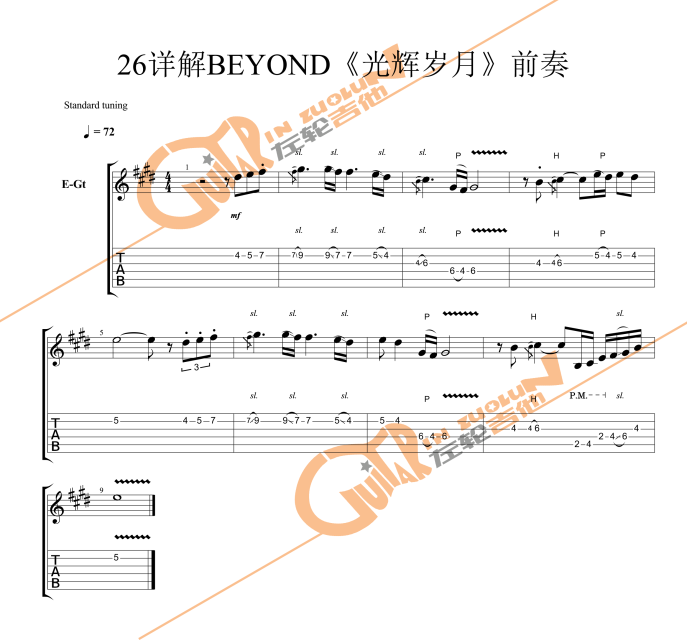 26详解BEYOND《光辉岁月》前奏
Standard tuning
♩ = 72
GUITAR IN ZUOLUN
左轮吉他
sl. sl. sl. sl. P H P
E-Gt 4 4 1
mf
sl. sl. sl. sl. P H P
T A B 4-5-7 7 9 9 7-7 5 4 4 6 6-4-6 4 4 6 5-4-5 4
sl. sl. sl. P H
5
3
P.M. sl.
sl. sl. sl. P H
T A B 5 4-5-7 7 9 9 7-7 5 4 5 4 6-4-6 4 4 6 2-4 2-4 6 4
GUITAR IN ZUOLUN
左轮吉他
9
T A B 5